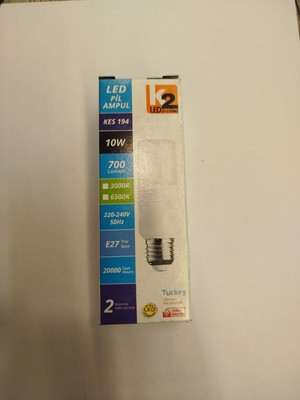 LED
PİL
AMPUL
K2
LED
KES 194
10W
700
Lümen
3000K
6500K
220-240V
50Hz
E27
20000
2
Turkey